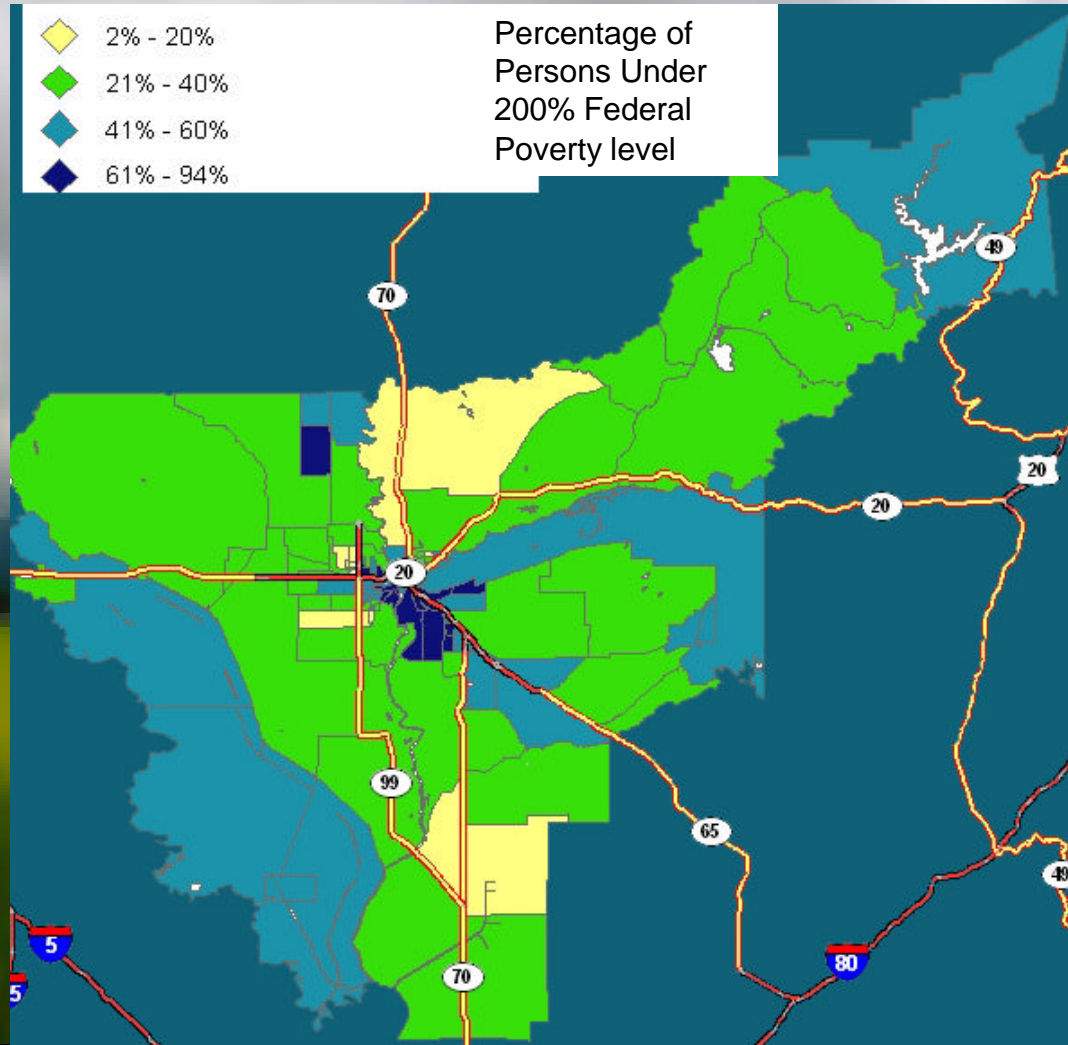 2% - 20%
21% - 40%
41% - 60%
61% - 94%
Percentage of
Persons Under
200% Federal
Poverty level
49
70
20
20
20
99
65
49
5
80
70
5